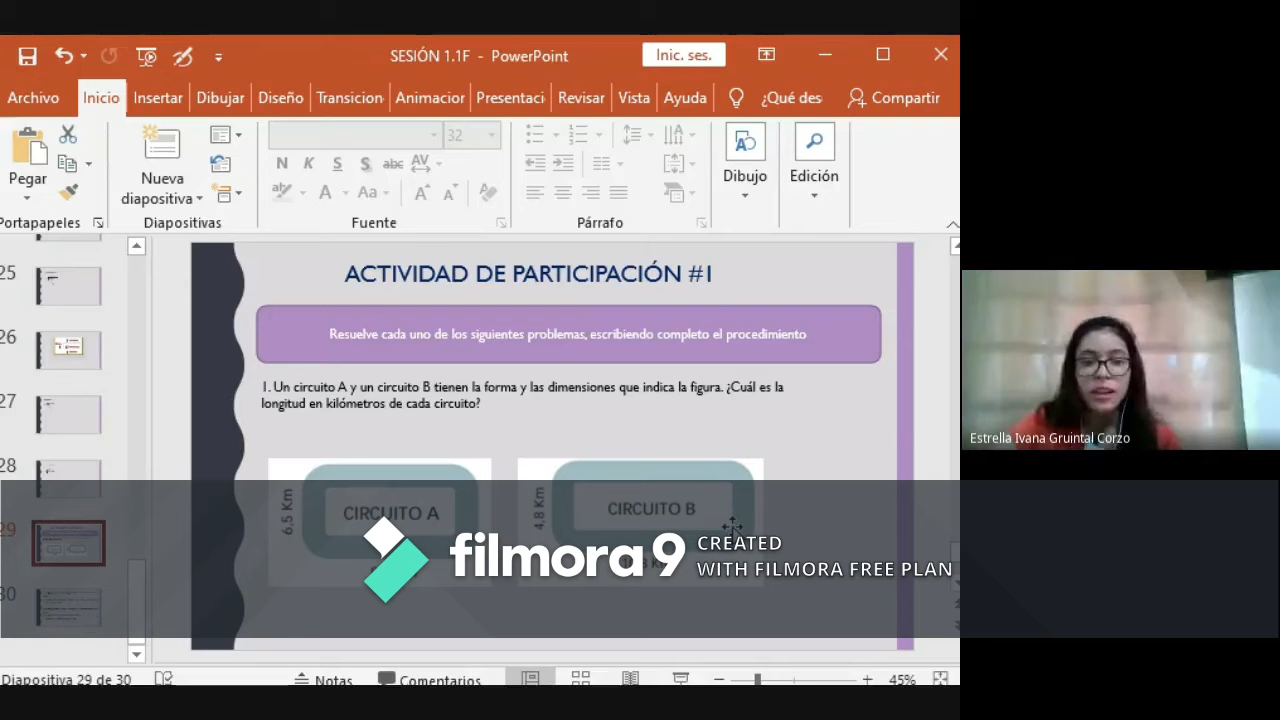 SESIÓN 1.1F - PowerPoint
Inic. ses.
Archivo Inicio Insertar Dibujar Diseño Transicion Animacior Presentaci Revisar Vista Ayuda ¿Qué des Compartir
32
N K S S abc AV
A Aa A A
Pegar
Nueva
diapositiva
Dibujo
Edición
Portapapeles
Diapositivas
Fuente
Párrafo
25
26
27
28
29
30
ACTIVIDAD DE PARTICIPACIÓN #1
Resuelve cada uno de los siguientes problemas, escribiendo completo el procedimiento
1. Un circuito A y un circuito B tienen la forma y las dimensiones que indica la figura. ¿Cuál es la
longitud en kilómetros de cada circuito?
6,5 Km
CIRCUITO A
4,8 Km
CIRCUITO B
filmora9
CREATED
WITH FILMORA FREE PLAN
Estrella Ivana Gruintal Corzo
Diapositiva 29 de 30
Notas
Comentarios
45%